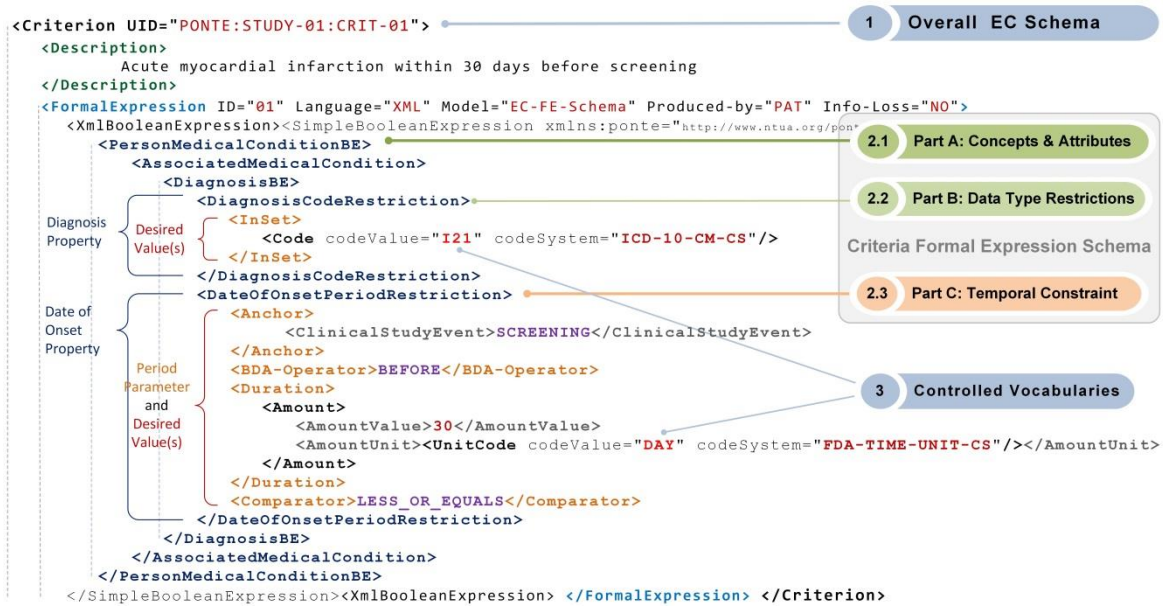 <Criterion UID="PONTE:STUDY-01:CRIT-01">
1 Overall EC Schema
<Description>
Acute myocardial infarction within 30 days before screening
</Description>
<FormalExpression ID="01" Language="XML" Model="EC-FE-Schema" Produced-by="PAT" Info-Loss="NO">
<XmlBooleanExpression><SimpleBooleanExpression xmlns:ponte="http://www.ntua.org/pont
<PersonMedicalConditionBE>
2.1 Part A: Concepts & Attributes
<AssociatedMedicalCondition>
<DiagnosisBE>
<DiagnosisCodeRestriction>
2.2 Part B: Data Type Restrictions
Diagnosis
Property
Desired
Value(s)
<InSet>
<Code codeValue="I21" codeSystem="ICD-10-CM-CS"/>
</InSet>
Criteria Formal Expression Schema
</DiagnosisCodeRestriction>
<DateOfOnsetPeriodRestriction>
2.3 Part C: Temporal Constraint
Date of
Onset
Property
<Anchor>
<ClinicalStudyEvent>SCREENING</ClinicalStudyEvent>
</Anchor>
Period
Parameter
and
Desired
Value(s)
<BDA-Operator>BEFORE</BDA-Operator>
<Duration>
3 Controlled Vocabularies
<Amount>
<AmountValue>30</AmountValue>
<AmountUnit><UnitCode codeValue="DAY" codeSystem="FDA-TIME-UNIT-CS"/></AmountUnit>
</Amount>
</Duration>
<Comparator>LESS_OR_EQUALS</Comparator>
</DateOfOnsetPeriodRestriction>
</DiagnosisBE>
</AssociatedMedicalCondition>
</PersonMedicalConditionBE>
</SimpleBooleanExpression><XmlBooleanExpression> </FormalExpression> </Criterion>